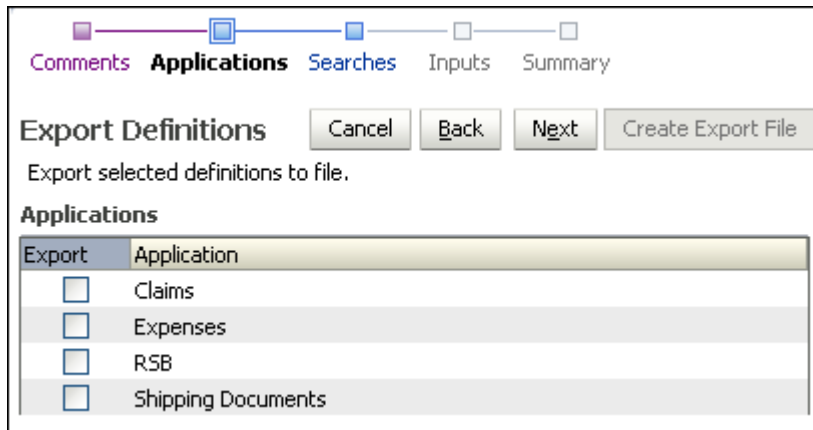 Comments Applications Searches Inputs Summary
Export Definitions Cancel Back Next Create Export File
Export selected definitions to file.
Applications
Export Application
Claims
Expenses
RSB
Shipping Documents